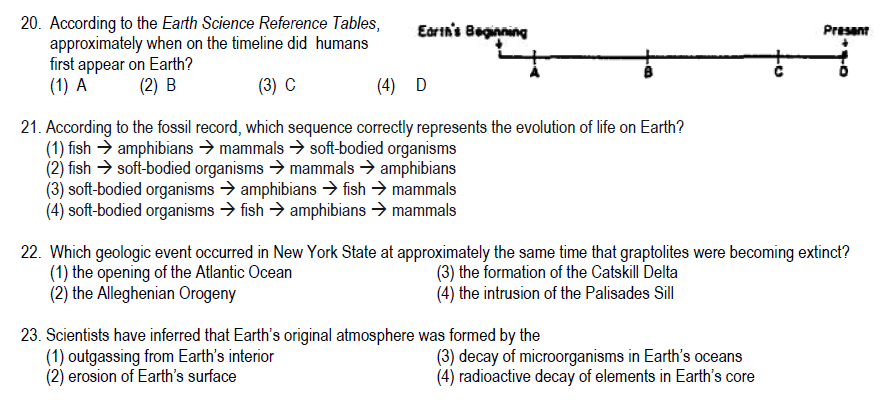 20. According to the Earth Science Reference Tables,
approximately when on the timeline did humans
first appear on Earth?
(1) A (2) B (3) C (4) D
Earth's Beginning
Present
A B C D
21. According to the fossil record, which sequence correctly represents the evolution of life on Earth?
(1) fish → amphibians → mammals → soft-bodied organisms
(2) fish → soft-bodied organisms → mammals → amphibians
(3) soft-bodied organisms → amphibians → fish → mammals
(4) soft-bodied organisms → fish → amphibians → mammals
22. Which geologic event occurred in New York State at approximately the same time that graptolites were becoming extinct?
(1) the opening of the Atlantic Ocean (3) the formation of the Catskill Delta
(2) the Alleghenian Orogeny (4) the intrusion of the Palisades Sill
23. Scientists have inferred that Earth's original atmosphere was formed by the
(1) outgassing from Earth's interior (3) decay of microorganisms in Earth's oceans
(2) erosion of Earth's surface (4) radioactive decay of elements in Earth's core